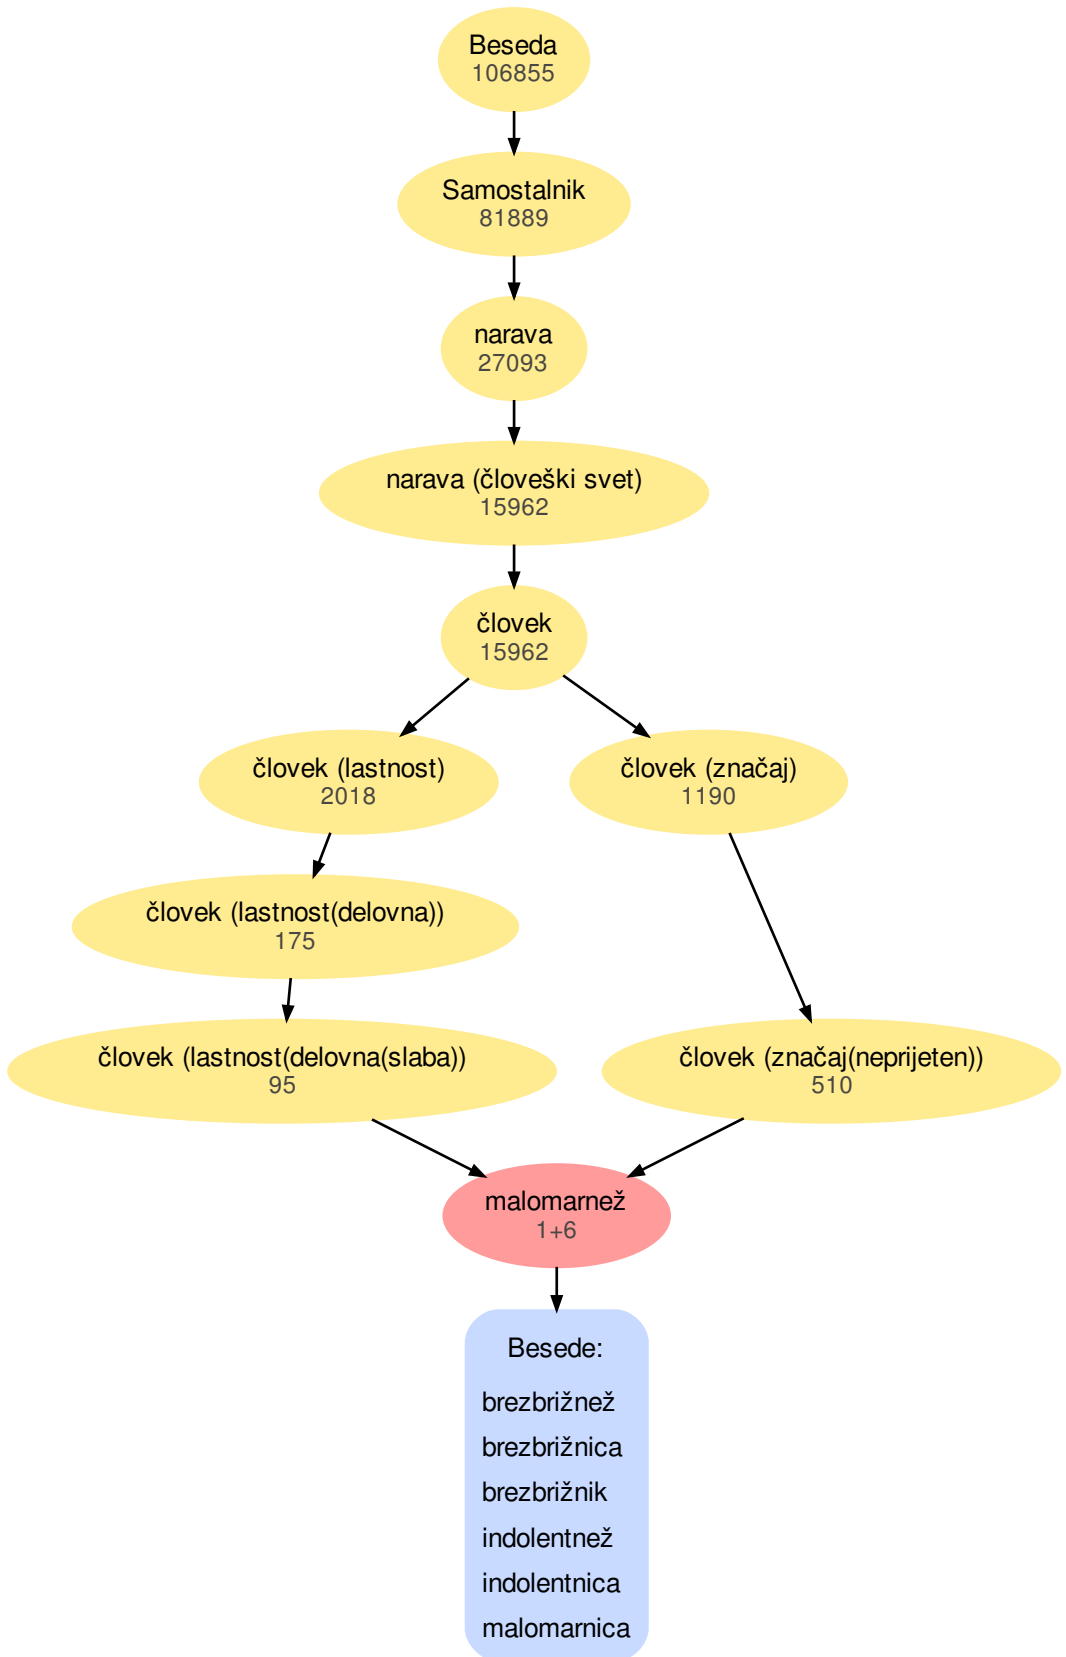 Beseda
106855
Samostalnik
81889
narava
27093
narava (človeški svet)
15962
človek
15962
človek (lastnost)
2018
človek (značaj)
1190
človek (lastnost(delovna))
175
človek (lastnost(delovna(slaba))
95
človek (značaj(neprijeten))
510
malomarnež
1+6
Besede:
brezbrižnež
brezbrižnica
brezbrižnik
indolentnež
indolentnica
malomarnica